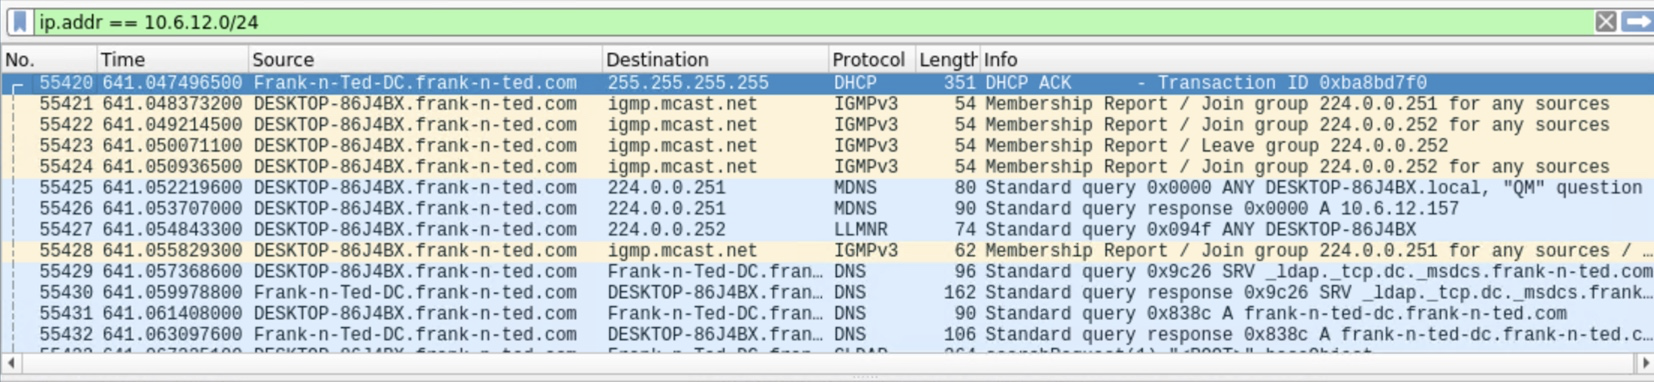 ip.addr == 10.6.12.0/24
No. Time Source Destination Protocol Length Info
55420 641.047496500 Frank-n-Ted-DC.frank-n-ted.com 255.255.255.255 DHCP 351 DHCP ACK - Transaction ID 0xba8bd7f0
55421 641.048373200 DESKTOP-86J4BX.frank-n-ted.com igmp.mcast.net IGMPv3 54 Membership Report / Join group 224.0.0.251 for any sources
55422 641.049214500 DESKTOP-86J4BX.frank-n-ted.com igmp.mcast.net IGMPv3 54 Membership Report / Join group 224.0.0.252 for any sources
55423 641.050071100 DESKTOP-86J4BX.frank-n-ted.com igmp.mcast.net IGMPv3 54 Membership Report / Leave group 224.0.0.252
55424 641.050936500 DESKTOP-86J4BX.frank-n-ted.com igmp.mcast.net IGMPv3 54 Membership Report / Join group 224.0.0.252 for any sources
55425 641.052219600 DESKTOP-86J4BX.frank-n-ted.com 224.0.0.251 MDNS 80 Standard query 0x0000 ANY DESKTOP-86J4BX.local, "QM" question
55426 641.053707000 DESKTOP-86J4BX.frank-n-ted.com 224.0.0.251 MDNS 90 Standard query response 0x0000 A 10.6.12.157
55427 641.054843300 DESKTOP-86J4BX.frank-n-ted.com 224.0.0.252 LLMNR 74 Standard query 0x094f ANY DESKTOP-86J4BX
55428 641.055829300 DESKTOP-86J4BX.frank-n-ted.com igmp.mcast.net IGMPv3 62 Membership Report / Join group 224.0.0.251 for any sources / …
55429 641.057368600 DESKTOP-86J4BX.frank-n-ted.com Frank-n-Ted-DC.fran… DNS 96 Standard query 0x9c26 SRV _ldap._tcp.dc._msdcs.frank-n-ted.com
55430 641.059978800 Frank-n-Ted-DC.frank-n-ted.com DESKTOP-86J4BX.fran… DNS 162 Standard query response 0x9c26 SRV _ldap._tcp.dc._msdcs.frank…
55431 641.061408000 DESKTOP-86J4BX.frank-n-ted.com Frank-n-Ted-DC.fran… DNS 90 Standard query 0x838c A frank-n-ted-dc.frank-n-ted.com
55432 641.063097600 Frank-n-Ted-DC.frank-n-ted.com DESKTOP-86J4BX.fran… DNS 106 Standard query response 0x838c A frank-n-ted-dc.frank-n-ted.c…